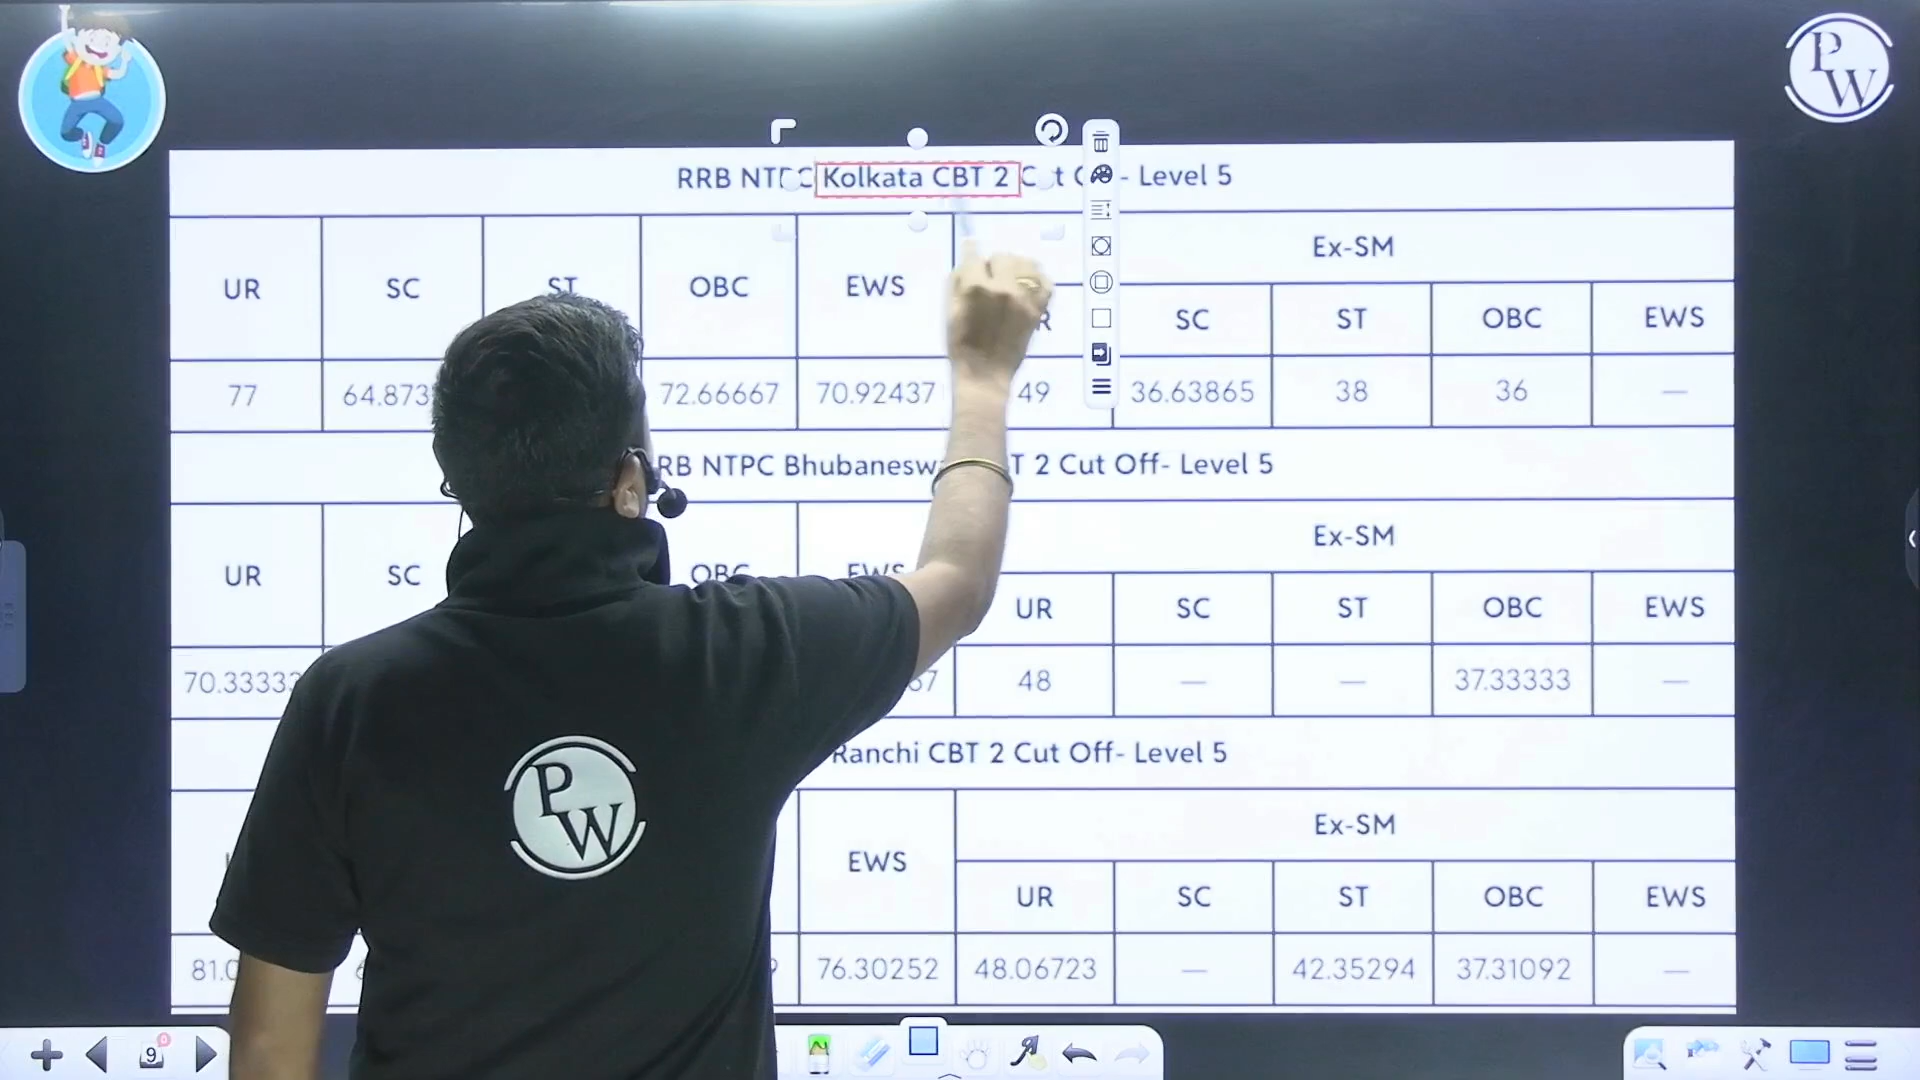 P
W
RRB NTPC Kolkata CBT 2 Cut - Level 5
UR SC ST OBC EWS Ex-SM
SC ST OBC EWS
77 64.873 72.66667 70.92437 49 36.63865 38 36 —
RB NTPC Bhubanesw T 2 Cut Off- Level 5
UR SC OBC EWS Ex-SM
UR SC ST OBC EWS
70.33333 67 48 — — 37.33333 —
Ranchi CBT 2 Cut Off- Level 5
EWS Ex-SM
UR SC ST OBC EWS
81.0 76.30252 48.06723 — 42.35294 37.31092 —
P
W
9
0